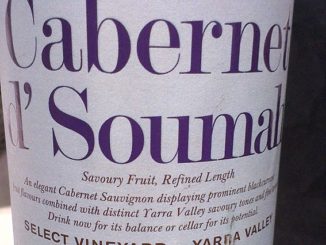 Cabernet
d' Soumah
Savoury Fruit, Refined Length
An elegant Cabernet Sauvignon displaying prominent blackcurrant
flavours combined with distinct Yarra Valley savoury tones and
Drink now for its balance or cellar for its potential.
SELECT VINEYARD YARRA VALLEY